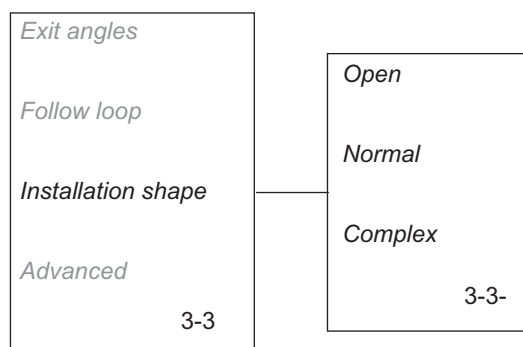 Exit angles
Follow loop
Installation shape
Advanced
3-3
Open
Normal
Complex
3-3-